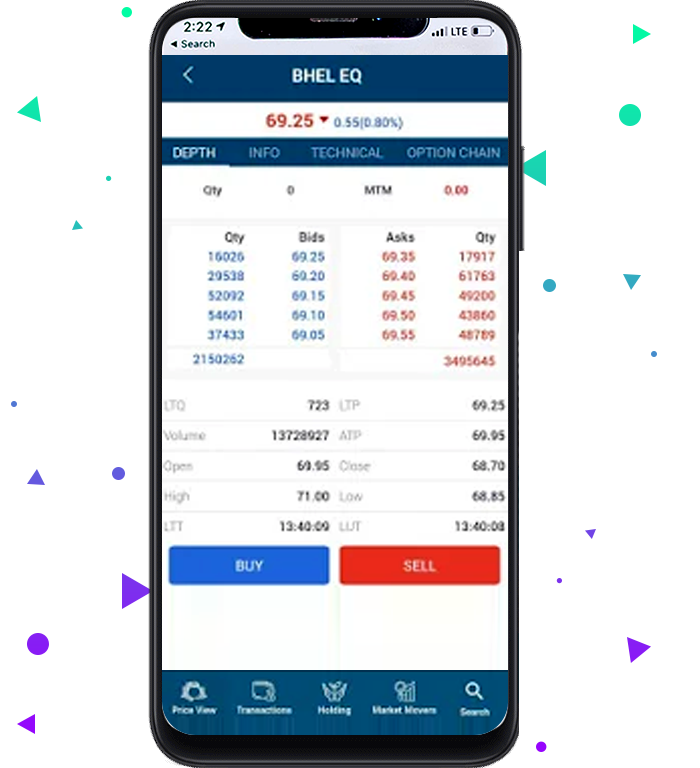 2:22
LTE
Search
BHEL EQ
69.25 0.55(0.80%)
DEPTH INFO TECHNICAL OPTION CHAIN
Qty 0 MTM 0.00
Qty Bids Asks Qty
16026 69.25 69.35 17917
29538 69.20 69.40 61763
52092 69.15 69.45 49200
54601 69.10 69.50 43860
37433 69.05 69.55 48789
2150262 3495645
LTQ 723 LTP 69.25
Volume 13728927 ATP 69.95
Open 69.95 Close 68.70
High 71.00 Low 68.85
LTT 13:40:09 LUT 13:40:08
BUY SELL
Price View Transactions Holding Market Movers Search